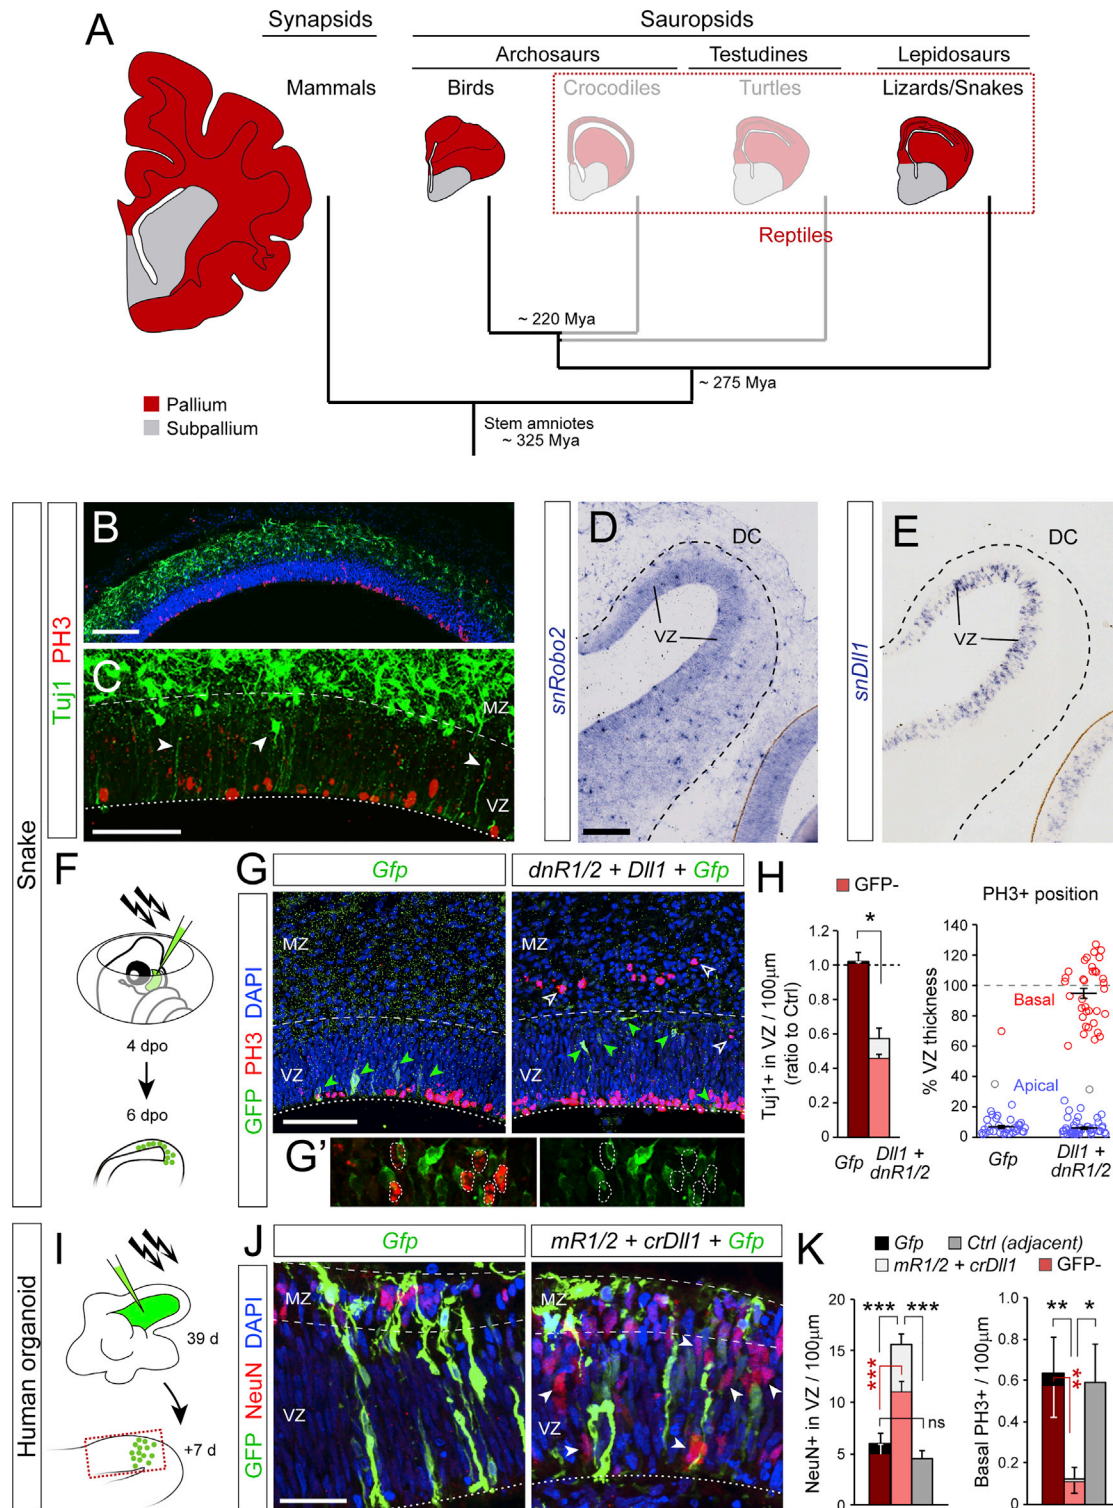 A
Synapsids
Sauropsids
Archosaurs
Testudines
Lepidosaurs
Mammals
Birds
Crocodiles
Turtles
Lizards/Snakes
Reptiles
~ 220 Mya
~ 275 Mya
Stem amniotes
~ 325 Mya
Pallium
Subpallium
Snake
Tuj1 PH3
B
C
MZ
VZ
snRobo2
D
DC
VZ
snDll1
E
DC
VZ
F
4 dpo
6 dpo
G
Gfp
dnR1/2 + Dll1 + Gfp
GFP PH3 DAPI
MZ
VZ
MZ
VZ
G'
H
GFP-
*
Tuj1+ in VZ / 100μm
(ratio to Ctrl)
1.2
1.0
0.8
0.6
0.4
0.2
0
Gfp
Dll1 +
dnR1/2
PH3+ position
% VZ thickness
140
120
100
80
60
40
20
0
Basal
Apical
Gfp
Dll1 +
dnR1/2
Human organoid
I
39 d
+7 d
J
Gfp
mR1/2 + crDll1 + Gfp
GFP NeuN DAPI
MZ
VZ
MZ
VZ
K
Gfp
Ctrl (adjacent)
mR1/2 + crDll1
GFP-
NeuN+ in VZ / 100μm
20
15
10
5
0
***
***
***
ns
Basal PH3+ / 100μm
1.0
0.8
0.6
0.4
0.2
0
**
*
**